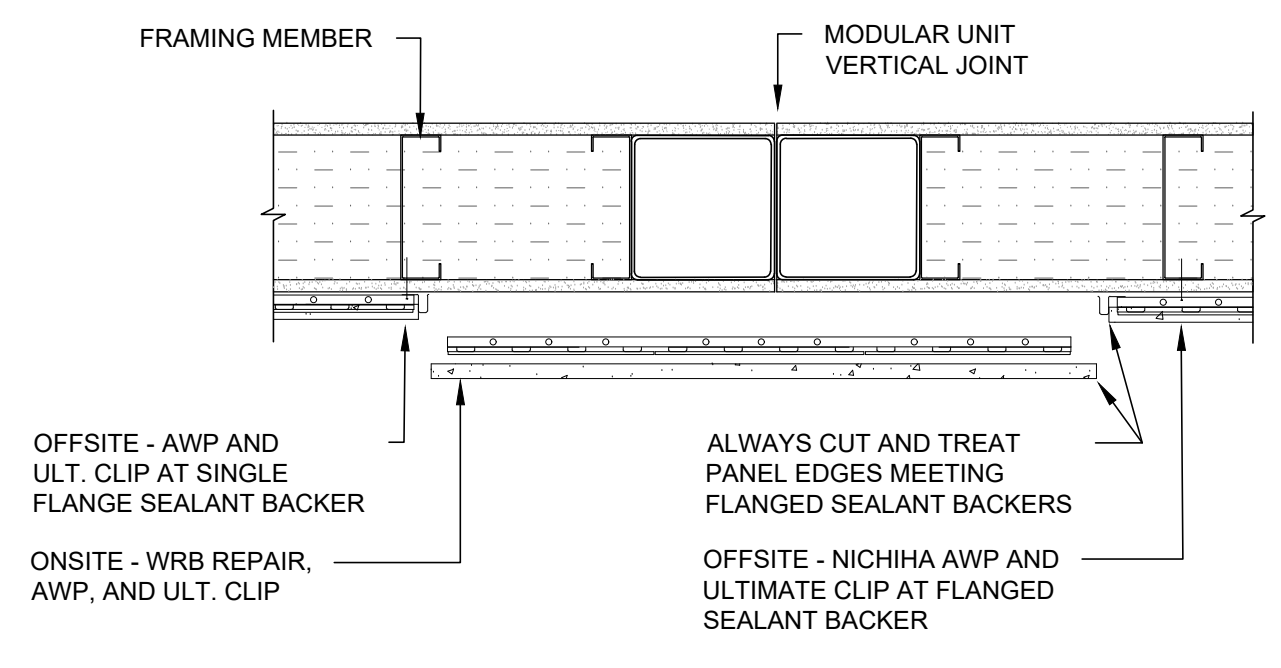 FRAMING MEMBER
MODULAR UNIT
VERTICAL JOINT
OFFSITE - AWP AND
ULT. CLIP AT SINGLE
FLANGE SEALANT BACKER
ONSITE - WRB REPAIR,
AWP, AND ULT. CLIP
ALWAYS CUT AND TREAT
PANEL EDGES MEETING
FLANGED SEALANT BACKERS
OFFSITE - NICHIHA AWP AND
ULTIMATE CLIP AT FLANGED
SEALANT BACKER